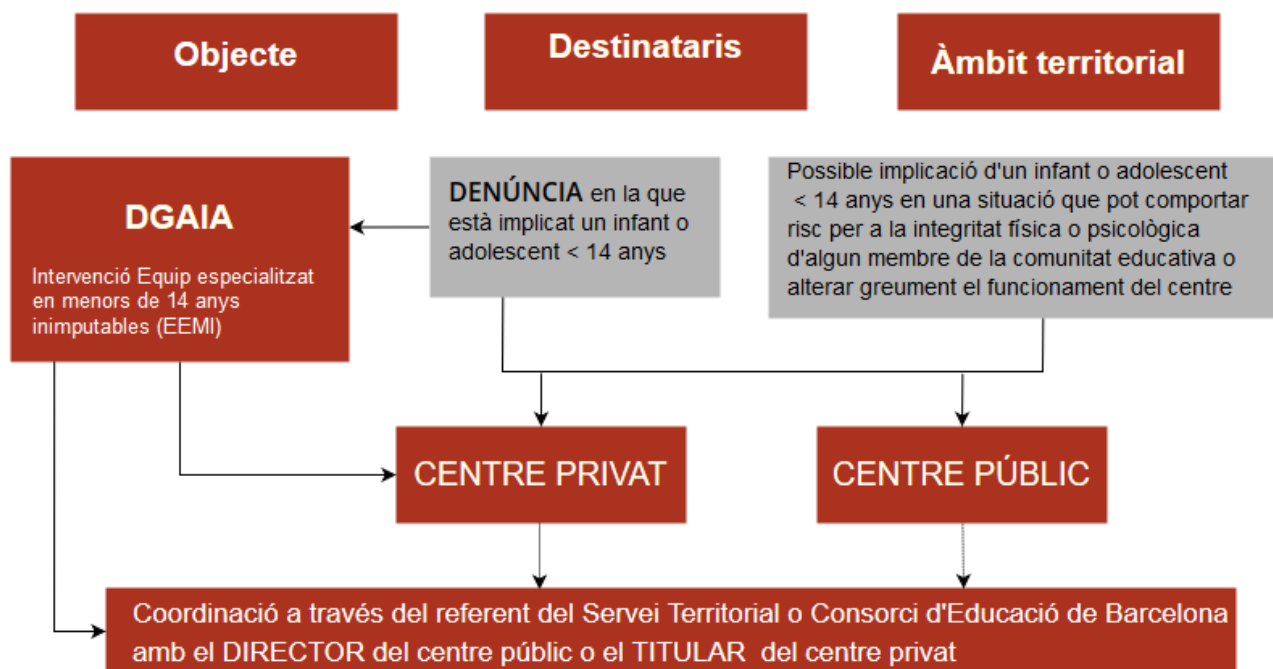 Objecte
Destinataris
Àmbit territorial
DGAIA
Intervenció Equip especialitzat
en menors de 14 anys
inimputables (EEMI)
DENÚNCIA en la que
està implicat un infant o
adolescent < 14 anys
Possible implicació d'un infant o adolescent
< 14 anys en una situació que pot comportar
risc per a la integritat física o psicològica
d'algun membre de la comunitat educativa o
alterar greument el funcionament del centre
CENTRE PRIVAT
CENTRE PÚBLIC
Coordinació a través del referent del Servei Territorial o Consorci d'Educació de Barcelona
amb el DIRECTOR del centre públic o el TITULAR del centre privat